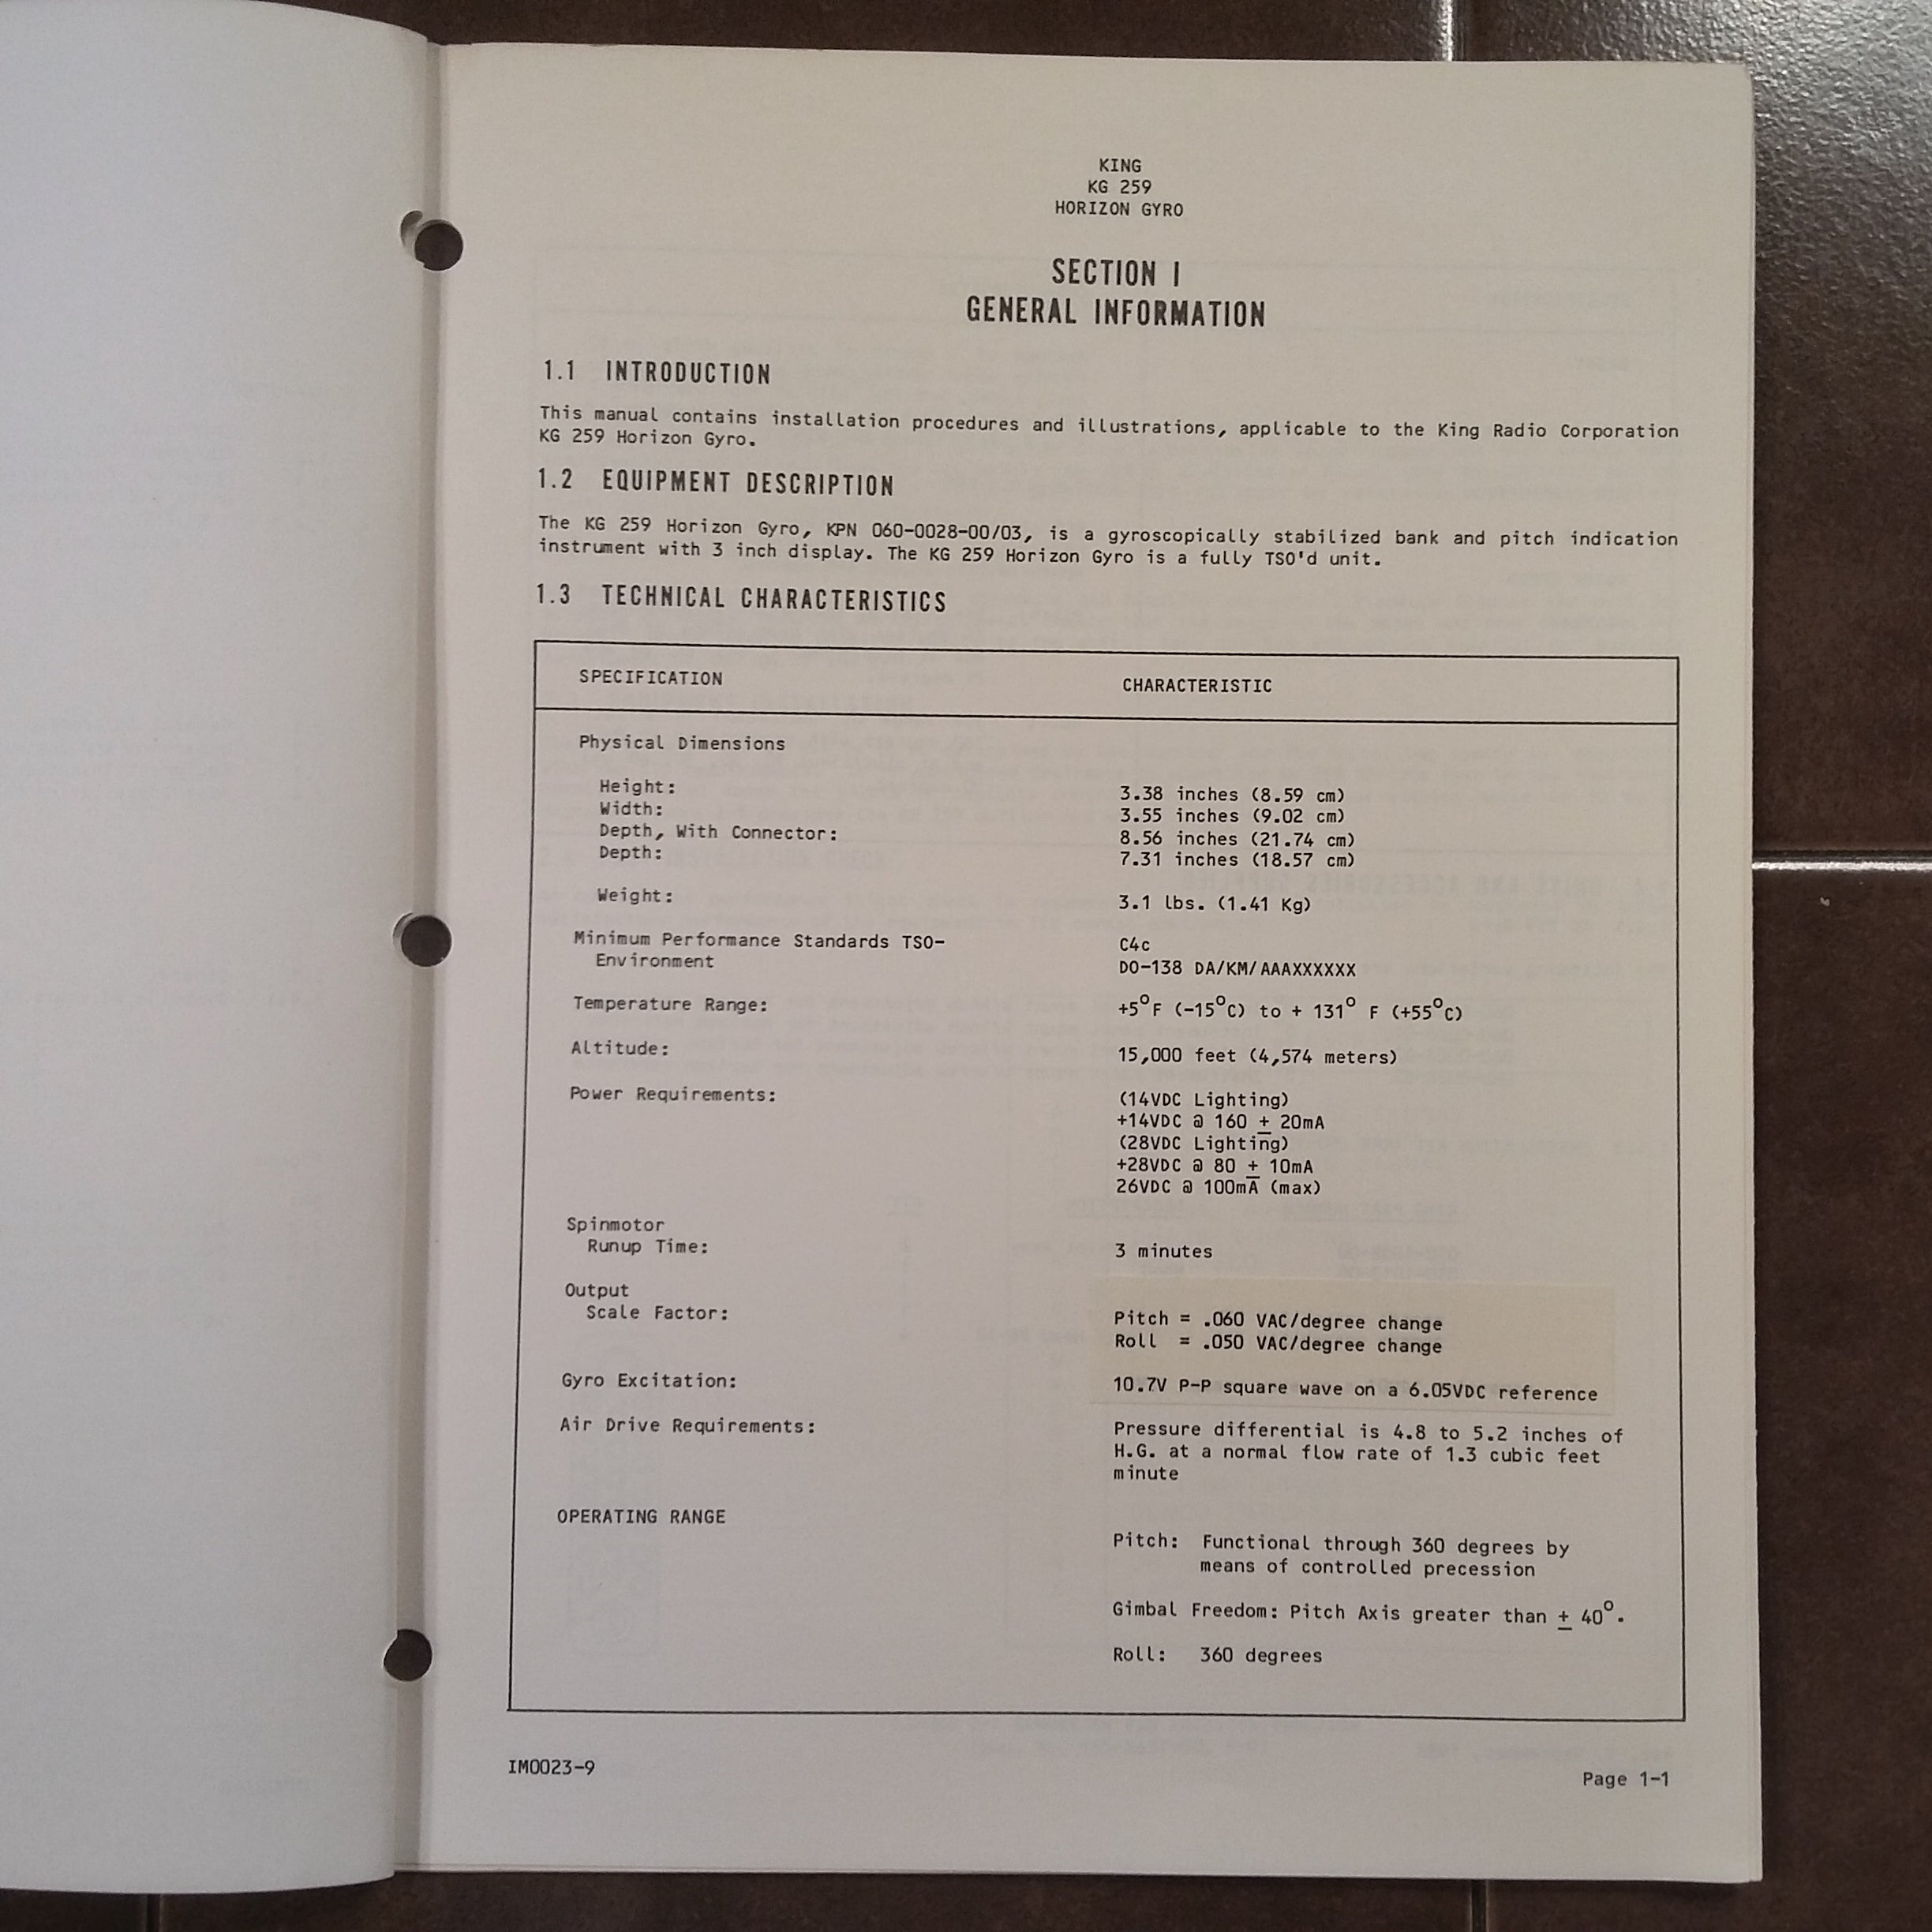 KING
KG 259
HORIZON GYRO
SECTION I
GENERAL INFORMATION
1.1 INTRODUCTION
This manual contains installation procedures and illustrations, applicable to the King Radio Corporation
KG 259 Horizon Gyro.
1.2 EQUIPMENT DESCRIPTION
The KG 259 Horizon Gyro, KPN 060-0028-00/03, is a gyroscopically stabilized bank and pitch indication
instrument with 3 inch display. The KG 259 Horizon Gyro is a fully TSO'd unit.
1.3 TECHNICAL CHARACTERISTICS
SPECIFICATION CHARACTERISTIC
Physical Dimensions
Height: 3.38 inches (8.59 cm)
Width: 3.55 inches (9.02 cm)
Depth, With Connector: 8.56 inches (21.74 cm)
Depth: 7.31 inches (18.57 cm)
Weight: 3.1 lbs. (1.41 Kg)
Minimum Performance Standards TSO- C4c
Environment DO-138 DA/KM/AAAXXXXXX
Temperature Range: +5°F (-15°C) to + 131° F (+55°C)
Altitude: 15,000 feet (4,574 meters)
Power Requirements: (14VDC Lighting)
+14VDC @ 160 ± 20mA
(28VDC Lighting)
+28VDC @ 80 ± 10mA
26VDC @ 100mA (max)
Spinmotor
Runup Time: 3 minutes
Output
Scale Factor: Pitch = .060 VAC/degree change
Roll = .050 VAC/degree change
Gyro Excitation: 10.7V P-P square wave on a 6.05VDC reference
Air Drive Requirements: Pressure differential is 4.8 to 5.2 inches of
H.G. at a normal flow rate of 1.3 cubic feet
minute
OPERATING RANGE
Pitch: Functional through 360 degrees by
means of controlled precession
Gimbal Freedom: Pitch Axis greater than ± 40°.
Roll: 360 degrees
IM0023-9 Page 1-1